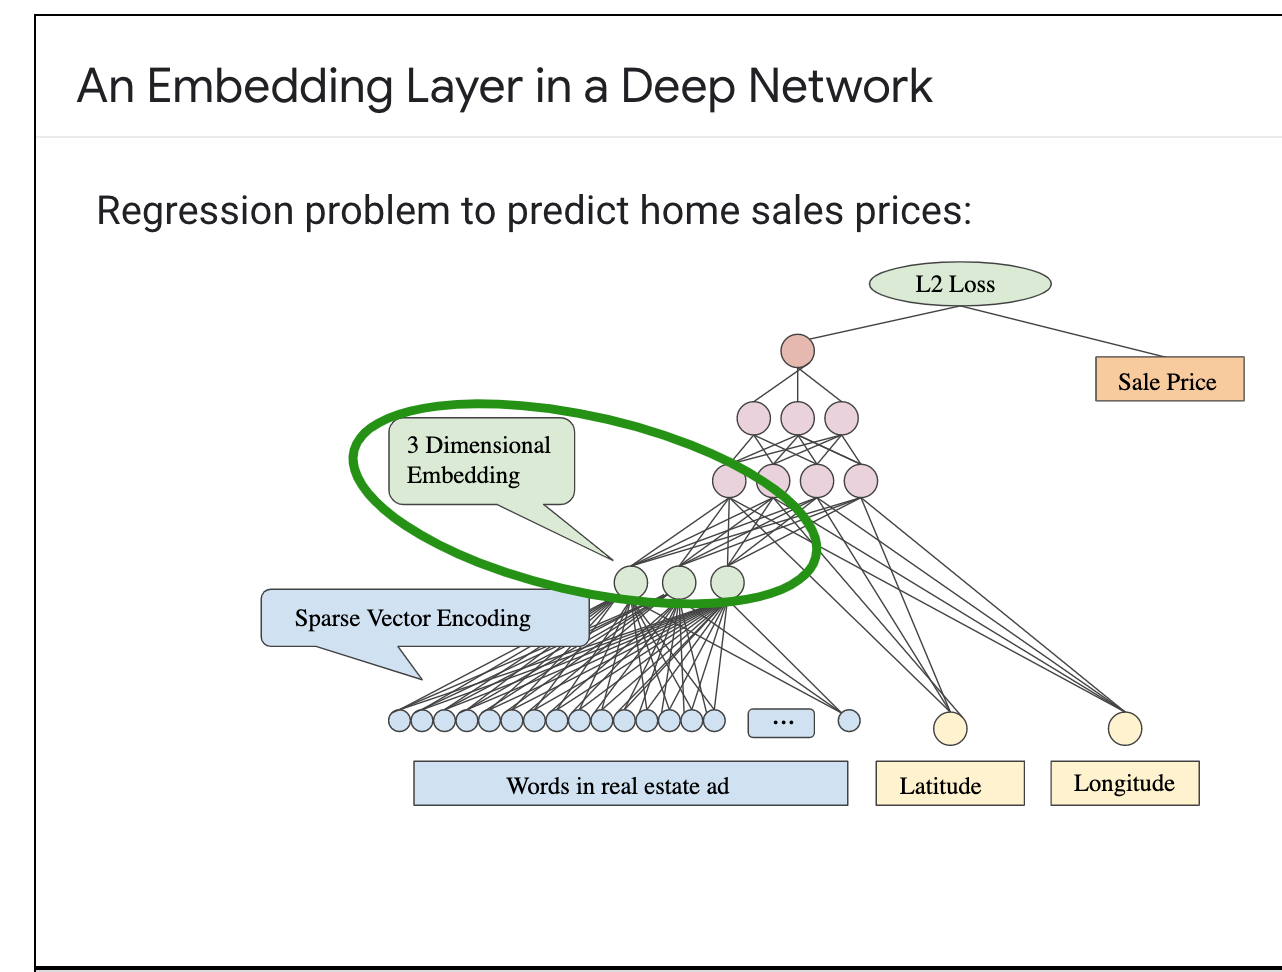 An Embedding Layer in a Deep Network
Regression problem to predict home sales prices:
L2 Loss
Sale Price
3 Dimensional
Embedding
Sparse Vector Encoding
...
Words in real estate ad
Latitude
Longitude